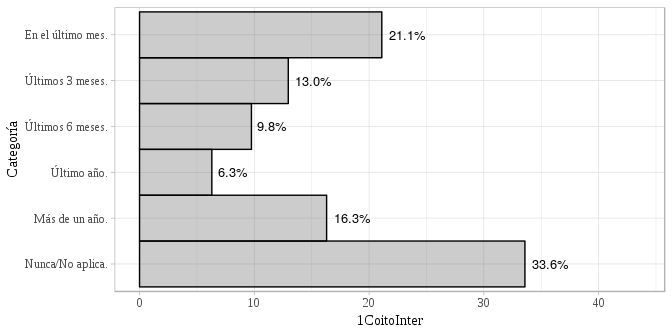 En el último mes.
21.1%
Últimos 3 meses.
13.0%
Últimos 6 meses.
9.8%
Último año.
6.3%
Más de un año.
16.3%
Nunca/No aplica.
33.6%
Categoría
0 10 20 30 40
1CoitoInter